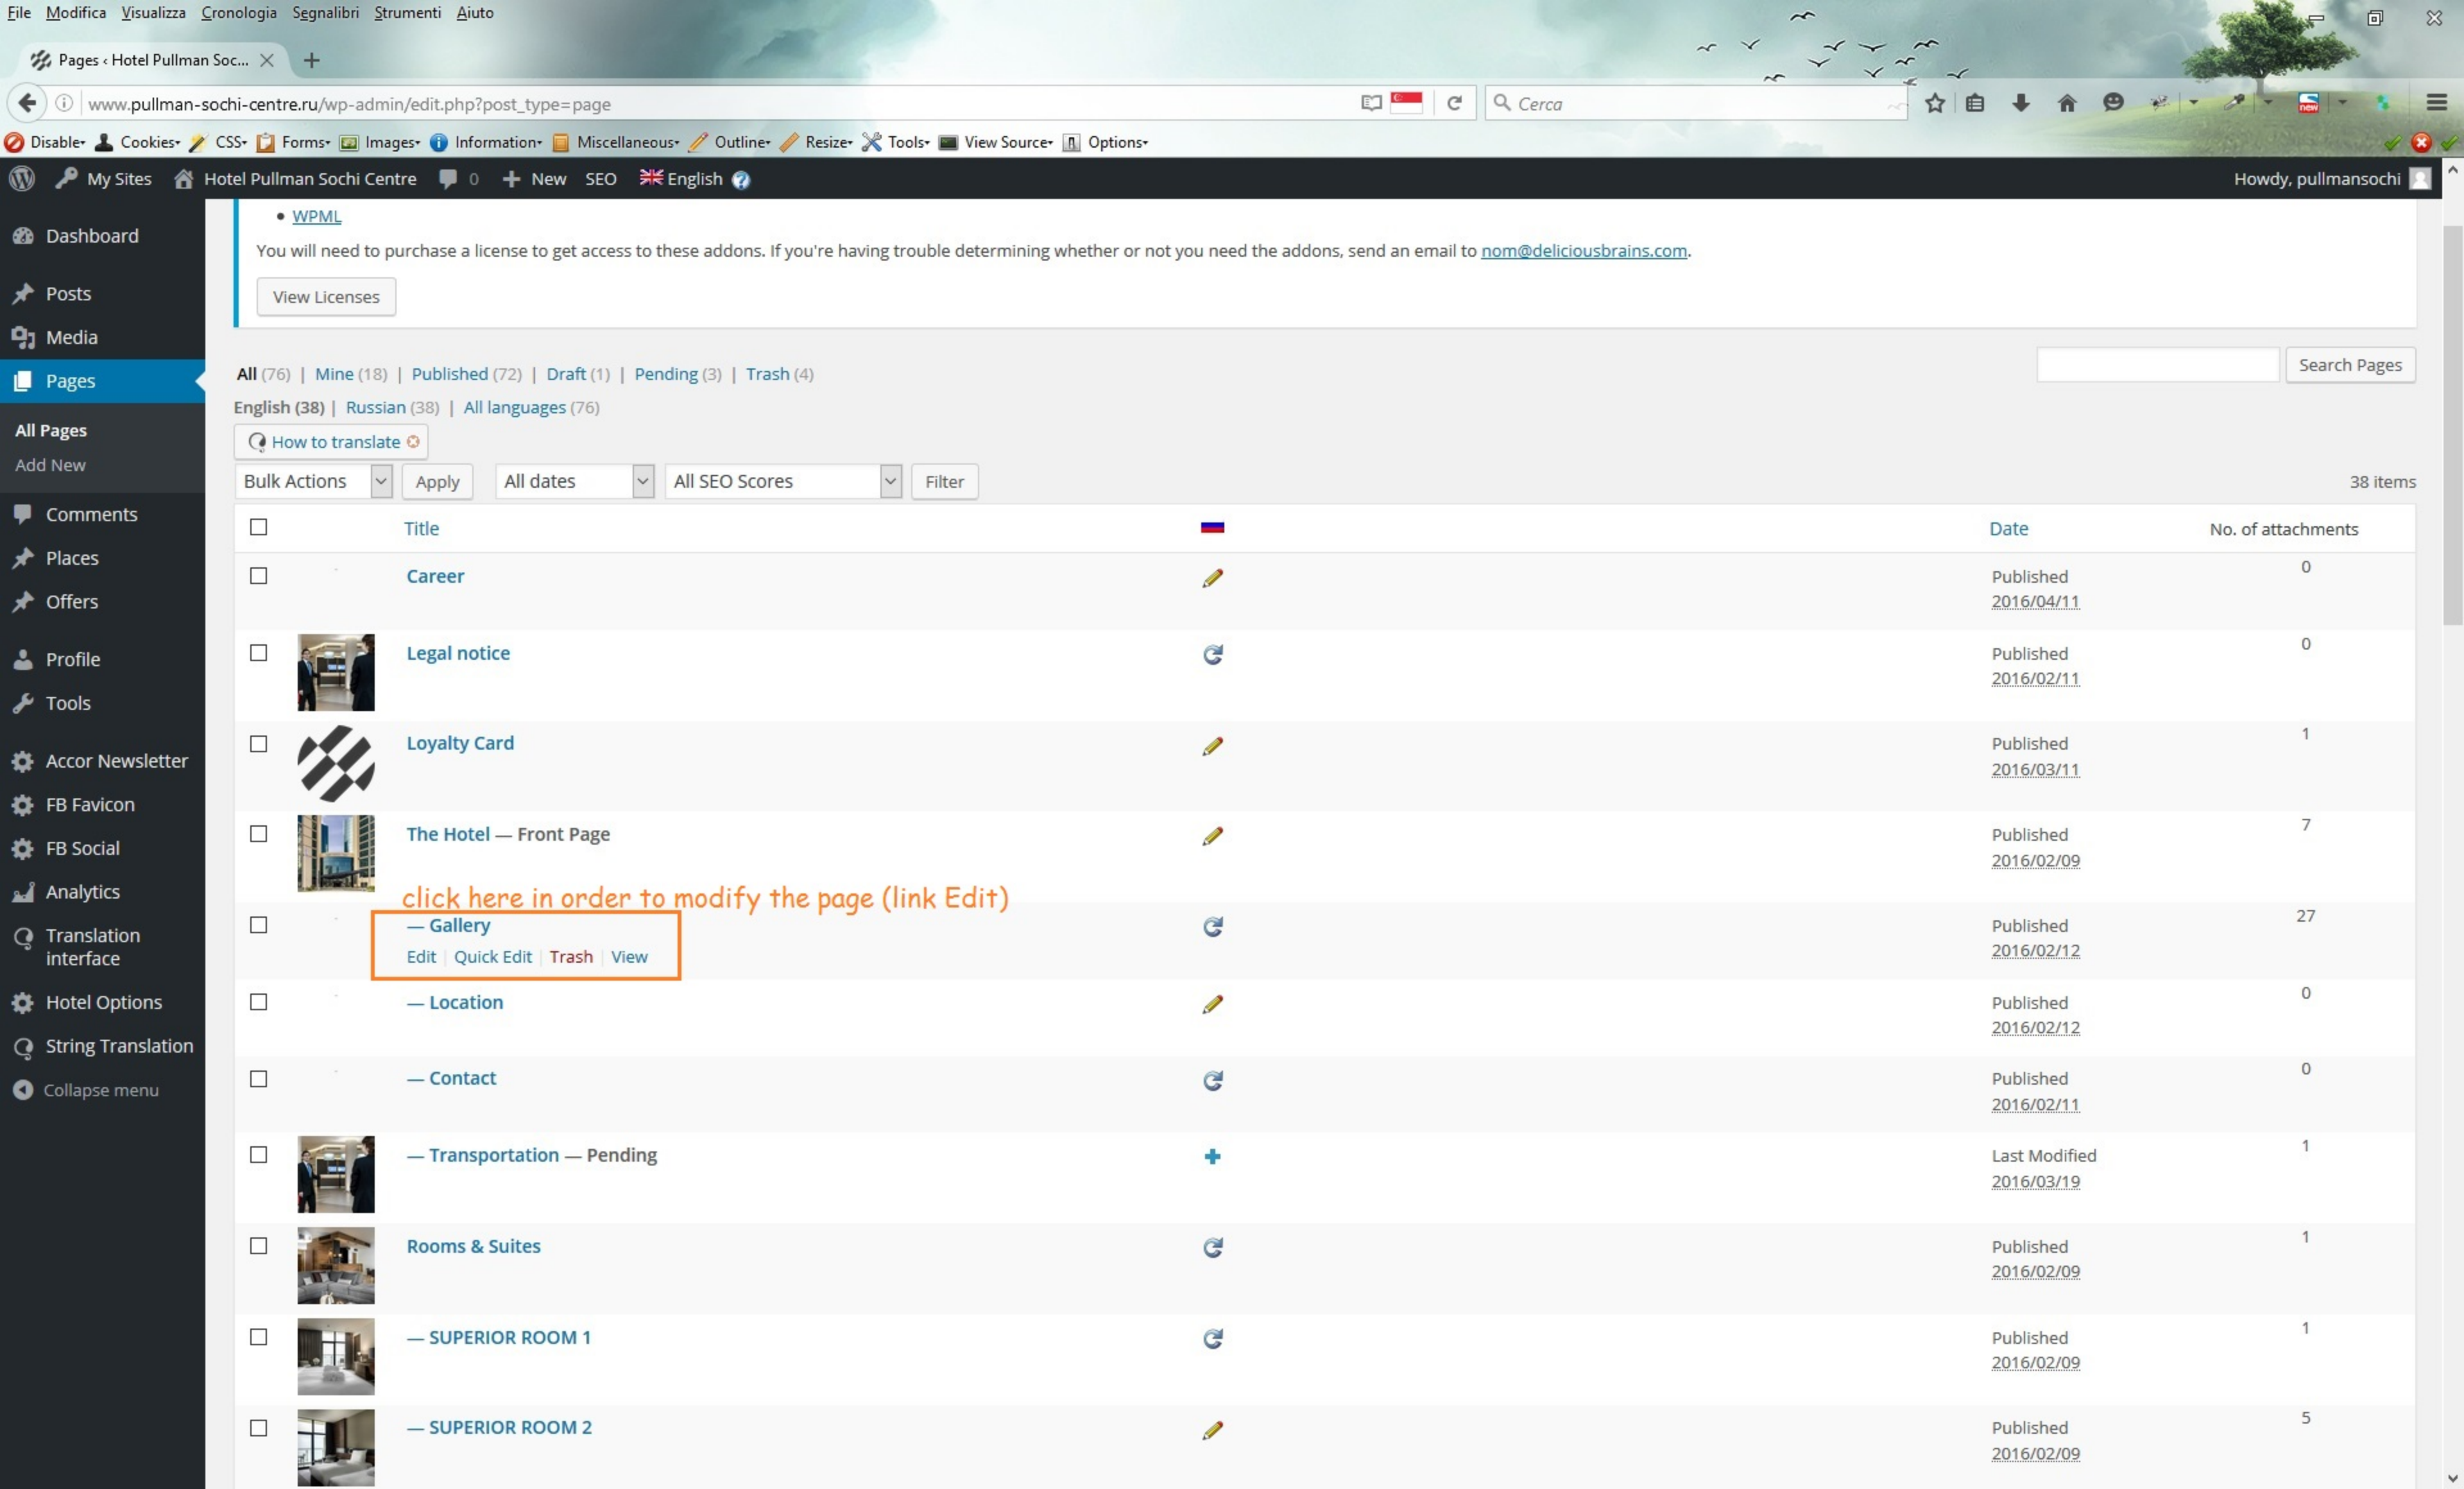 File Modifica Visualizza Cronologia Segnalibri Strumenti Aiuto
Pages ‹ Hotel Pullman Soc...
www.pullman-sochi-centre.ru/wp-admin/edit.php?post_type=page
Cerca
new
Disable Cookies CSS Forms Images Information Miscellaneous Outline Resize Tools View Source Options
My Sites Hotel Pullman Sochi Centre 0 New SEO English
Howdy, pullmansochi
Dashboard
Posts
Media
Pages
All Pages
Add New
Comments
Places
Offers
Profile
Tools
Accor Newsletter
FB Favicon
FB Social
Analytics
Translation
interface
Hotel Options
String Translation
Collapse menu
• WPML
You will need to purchase a license to get access to these addons. If you're having trouble determining whether or not you need the addons, send an email to nom@deliciousbrains.com.
View Licenses
All (76) | Mine (18) | Published (72) | Draft (1) | Pending (3) | Trash (4)
Search Pages
English (38) | Russian (38) | All languages (76)
How to translate
Bulk Actions Apply All dates All SEO Scores Filter
38 items
Title Date No. of attachments
Career Published 0
2016/04/11
Legal notice Published 0
2016/02/11
Loyalty Card Published 1
2016/03/11
The Hotel — Front Page Published 7
2016/02/09
click here in order to modify the page (link Edit)
— Gallery Published 27
Edit | Quick Edit | Trash | View 2016/02/12
— Location Published 0
2016/02/12
— Contact Published 0
2016/02/11
— Transportation — Pending Last Modified 1
2016/03/19
Rooms & Suites Published 1
2016/02/09
— SUPERIOR ROOM 1 Published 1
2016/02/09
— SUPERIOR ROOM 2 Published 5
2016/02/09